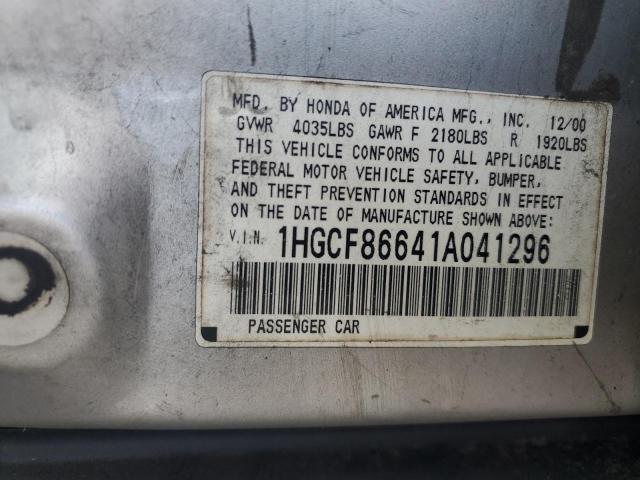 MFD. BY HONDA OF AMERICA MFG., INC. 12/00
GVWR 4035LBS GAWR F 2180LBS R 1920LBS
THIS VEHICLE CONFORMS TO ALL APPLICABLE
FEDERAL MOTOR VEHICLE SAFETY, BUMPER,
AND THEFT PREVENTION STANDARDS IN EFFECT
ON THE DATE OF MANUFACTURE SHOWN ABOVE:
V.I.N. 1HGCF86641A041296
PASSENGER CAR